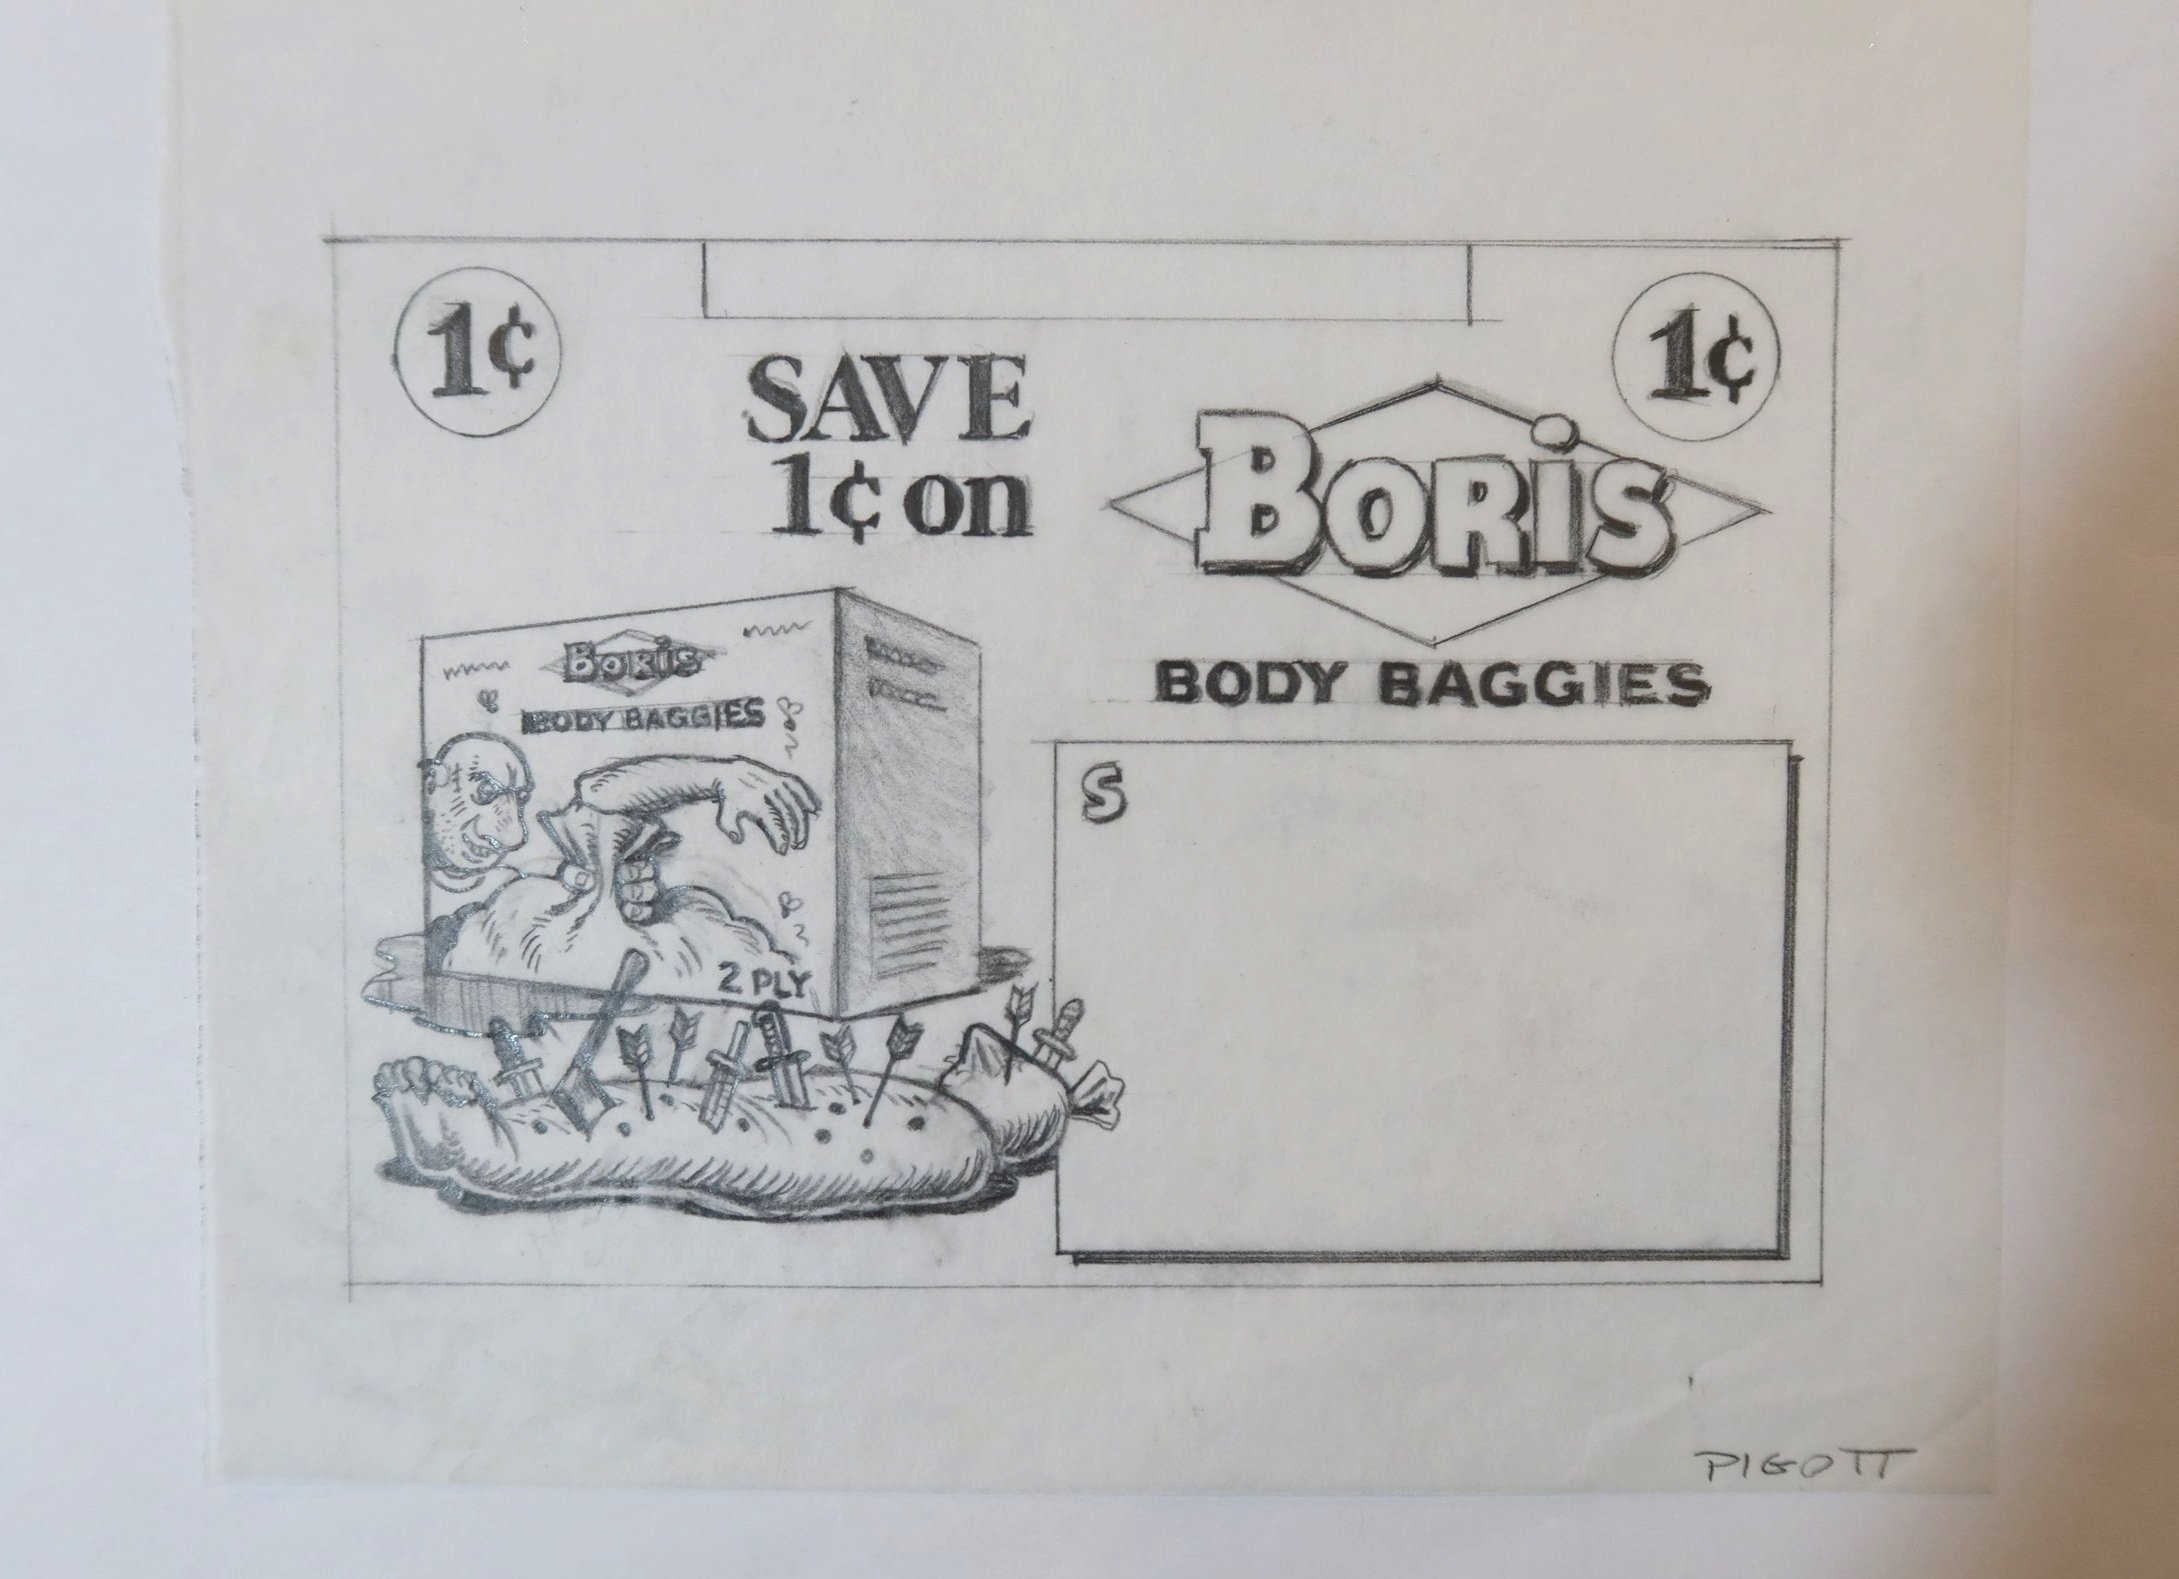 1¢
1¢
SAVE
1¢ on
BORiS
BODY BAGGIES
BORiS
BODY BAGGIES
2 PLY
S
PIGOTT